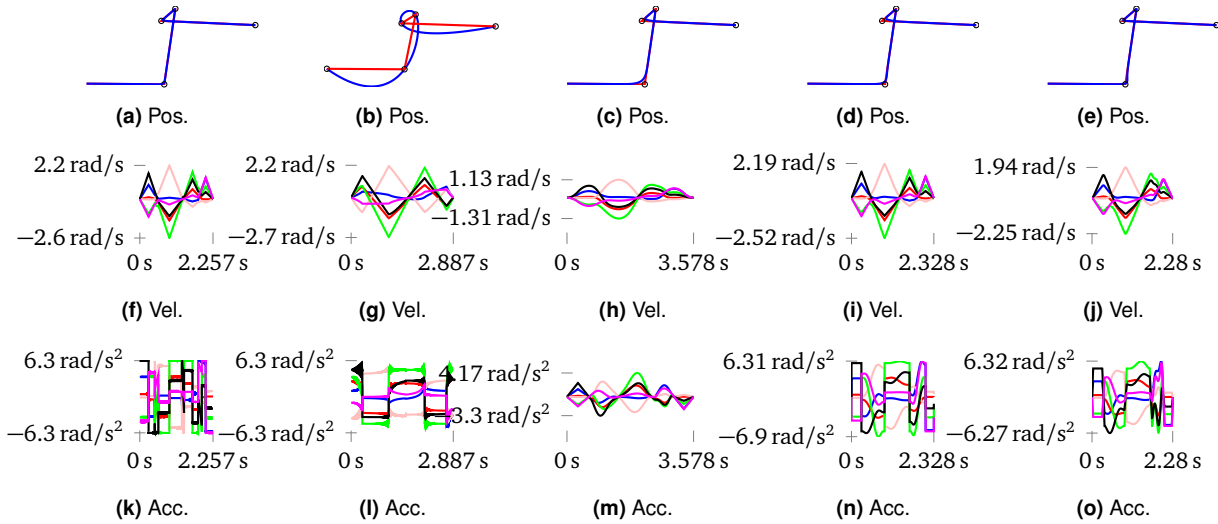 (a) Pos.
(b) Pos.
(c) Pos.
(d) Pos.
(e) Pos.
2.2 rad/s
−2.6 rad/s
0 s
2.257 s
2.2 rad/s
−2.7 rad/s
0 s
2.887 s
1.13 rad/s
−1.31 rad/s
0 s
3.578 s
2.19 rad/s
−2.52 rad/s
0 s
2.328 s
1.94 rad/s
−2.25 rad/s
0 s
2.28 s
(f) Vel.
(g) Vel.
(h) Vel.
(i) Vel.
(j) Vel.
6.3 rad/s²
−6.3 rad/s²
0 s
2.257 s
6.3 rad/s²
−6.3 rad/s²
0 s
2.887 s
4.17 rad/s²
−3.3 rad/s²
0 s
3.578 s
6.31 rad/s²
−6.9 rad/s²
0 s
2.328 s
6.32 rad/s²
−6.27 rad/s²
0 s
2.28 s
(k) Acc.
(l) Acc.
(m) Acc.
(n) Acc.
(o) Acc.